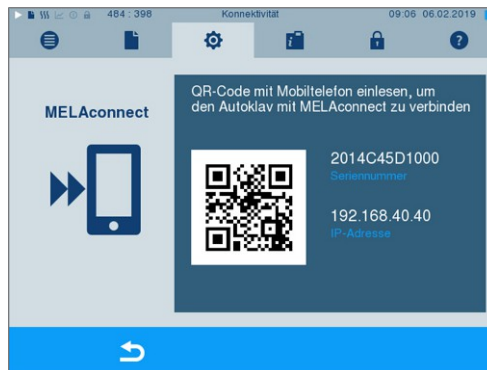 484 : 398 Konnektivität 09:06 06.02.2019
MELAconnect
QR-Code mit Mobiltelefon einlesen, um
den Autoklav mit MELAconnect zu verbinden
2014C45D1000
Seriennummer
192.168.40.40
IP-Adresse